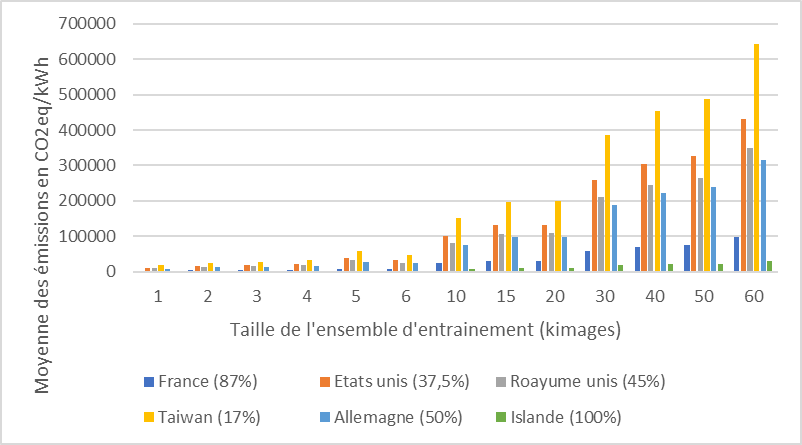 700000
600000
500000
400000
300000
200000
100000
0
Moyenne des émissions en CO2eq/kWh
1 2 3 4 5 6 10 15 20 30 40 50 60
Taille de l'ensemble d'entrainement (kimages)
France (87%) Etats unis (37,5%) Roayume unis (45%)
Taiwan (17%) Allemagne (50%) Islande (100%)